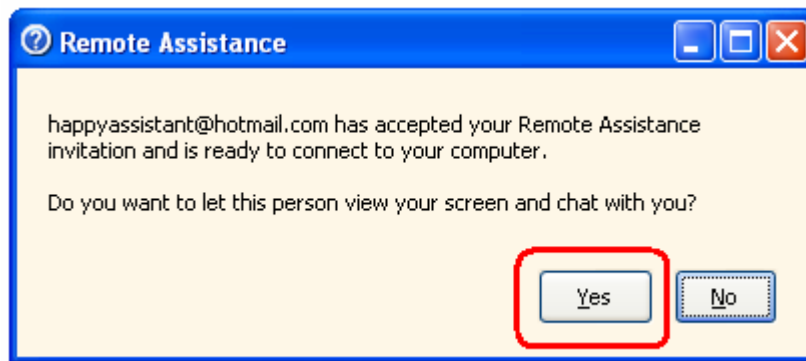 Remote Assistance
happyassistant@hotmail.com has accepted your Remote Assistance
invitation and is ready to connect to your computer.
Do you want to let this person view your screen and chat with you?
Yes
No